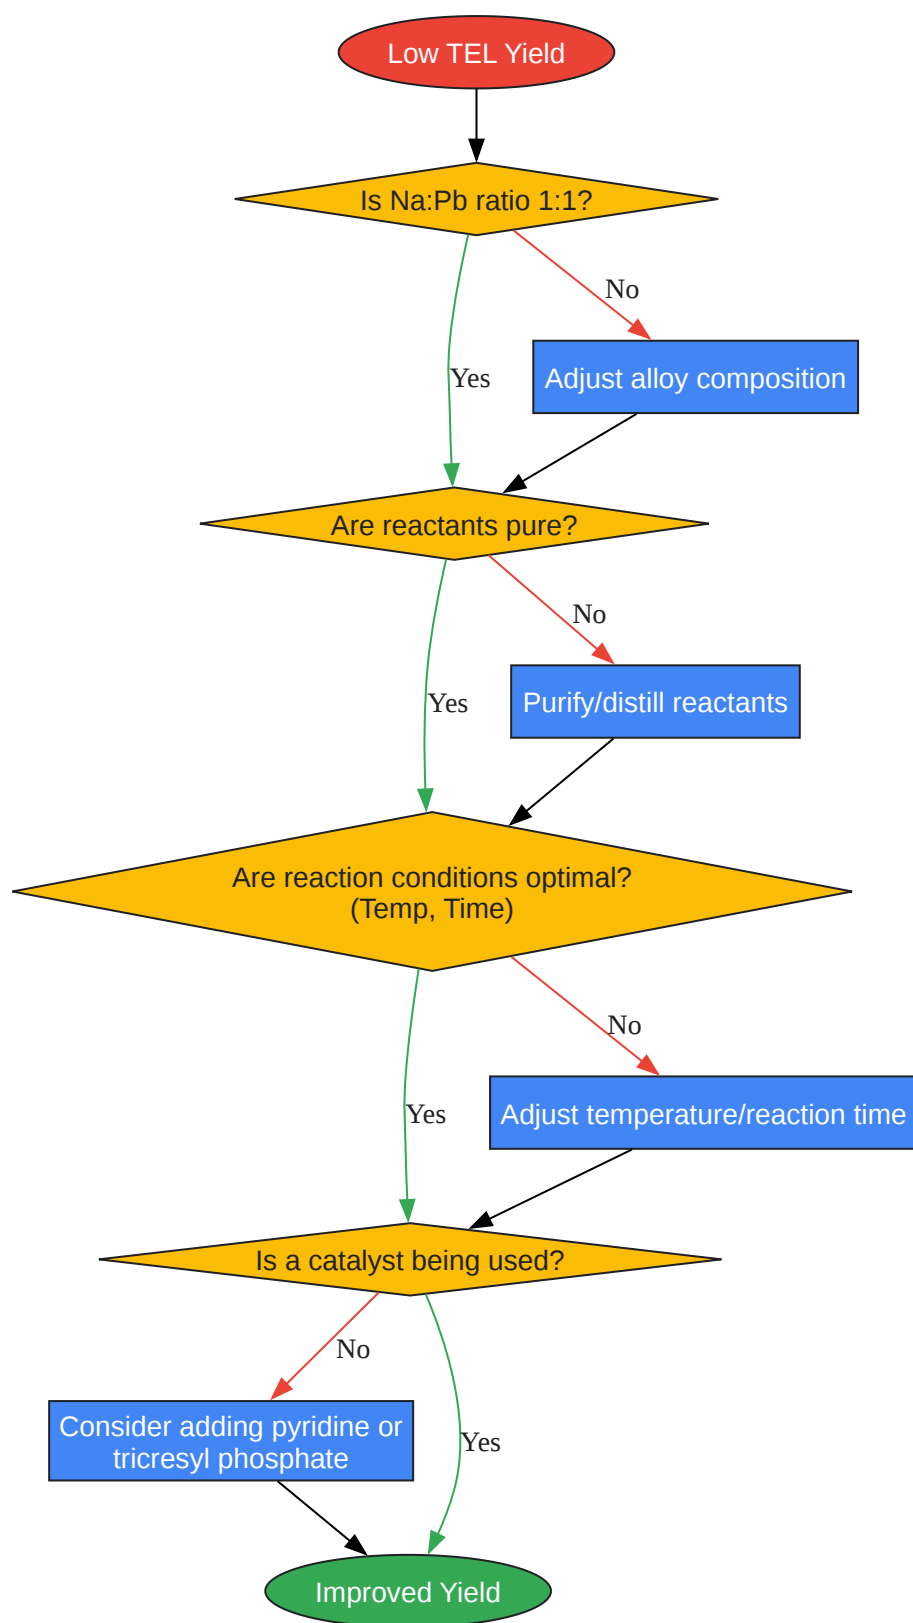 Low TEL Yield
Is Na:Pb ratio 1:1?
No
Yes
Adjust alloy composition
Are reactants pure?
No
Yes
Purify/distill reactants
Are reaction conditions optimal?
(Temp, Time)
No
Yes
Adjust temperature/reaction time
Is a catalyst being used?
No
Consider adding pyridine or
tricresyl phosphate
Yes
Improved Yield